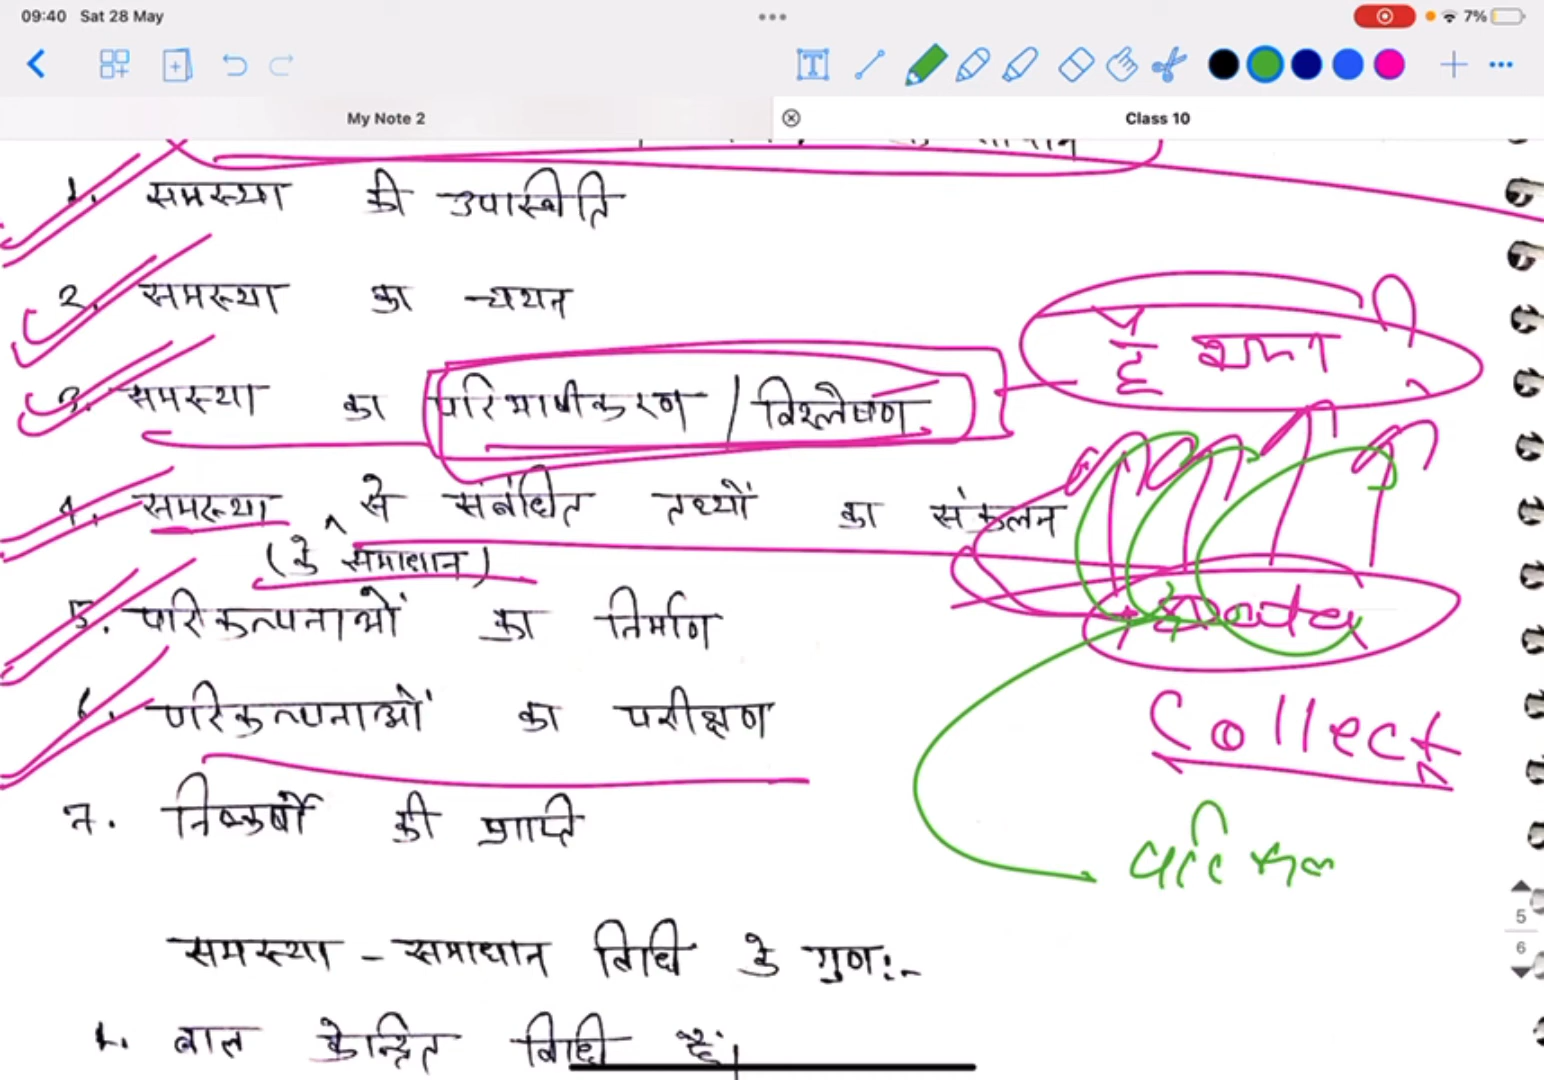 09:40 Sat 28 May
7%
My Note 2
Class 10
1. समस्या की उपस्थिति
2. समस्या का चयन
3. समस्या का परिभाषीकरण / विश्लेषण
4. समस्या से संबंधित तथ्यों का संकलन
^ (के समाधान)
5. परिकल्पनाओं का निर्माण
6. परिकल्पनाओं का परीक्षण
Collect
7. निष्कर्षों की प्राप्ति
5
6
समस्या - समाधान विधि के गुण:-
1. बाल केन्द्रित विधि है।